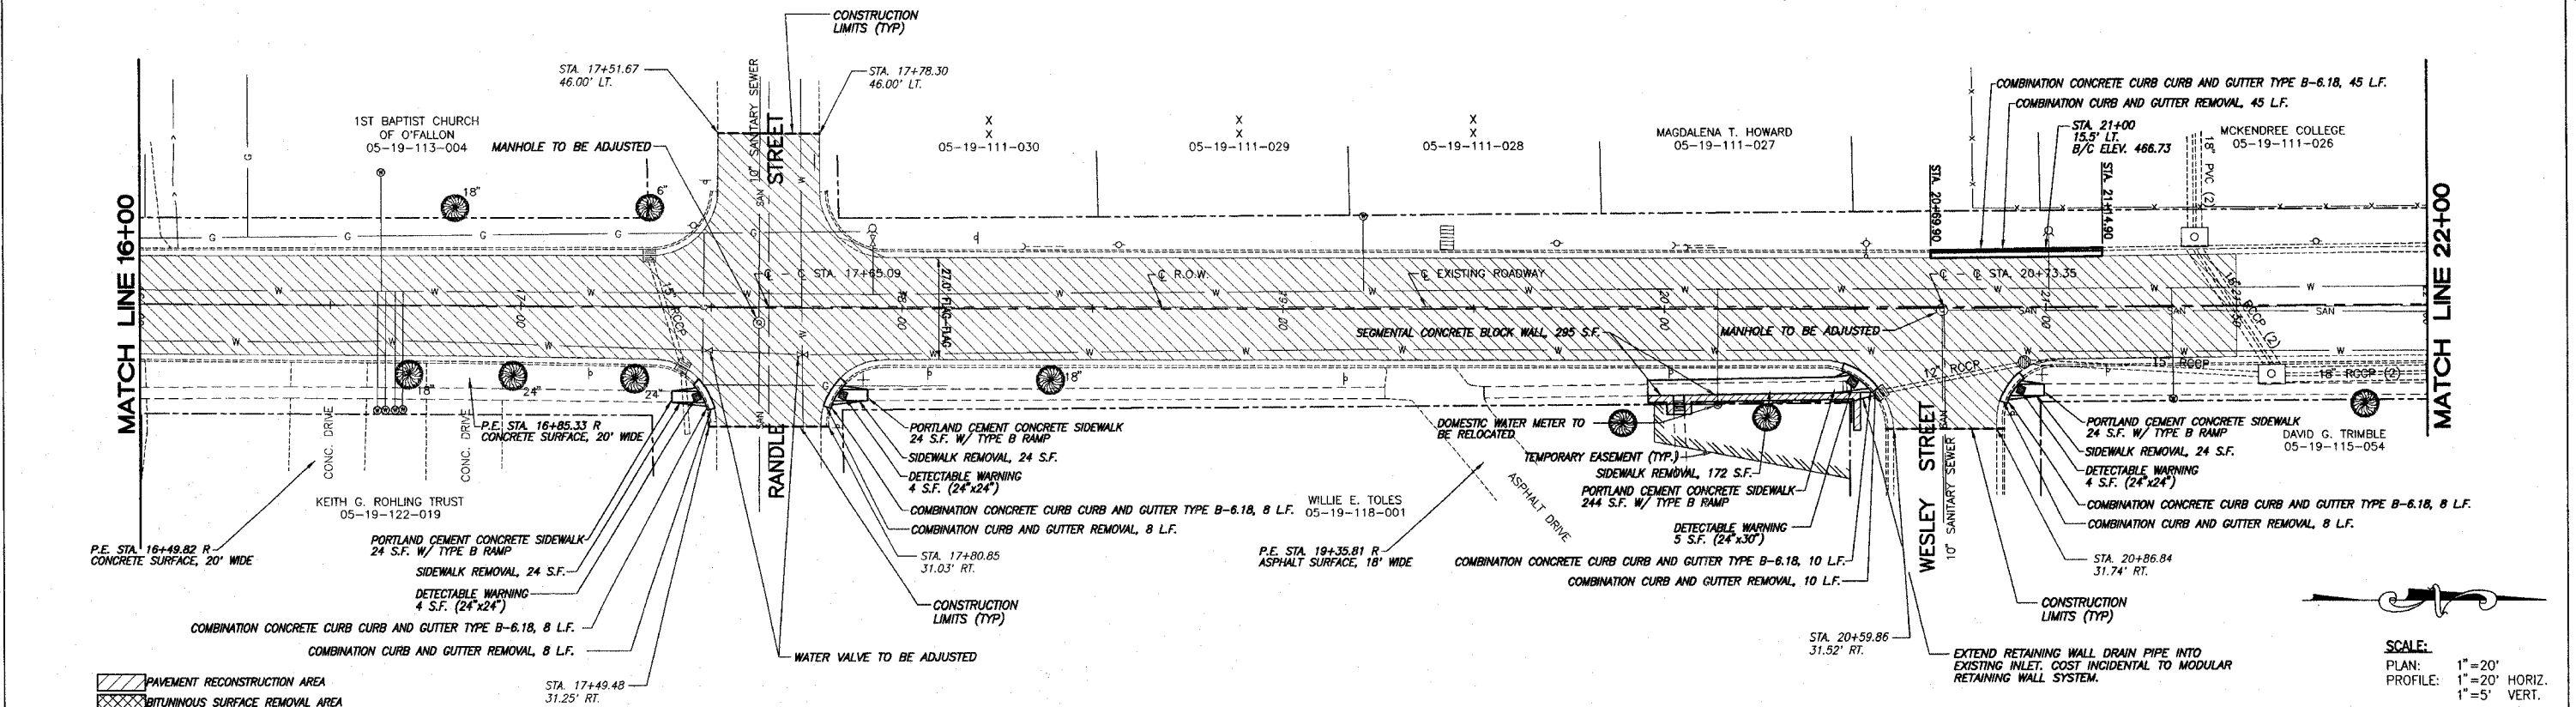 CONSTRUCTION
LIMITS (TYP)
STA. 17+51.67
46.00' LT.
STA. 17+78.30
46.00' LT.
10" SANITARY SEWER
STREET
1ST BAPTIST CHURCH
OF O'FALLON
05-19-113-004
MANHOLE TO BE ADJUSTED
X
X
05-19-111-030
X
X
05-19-111-029
X
X
05-19-111-028
MAGDALENA T. HOWARD
05-19-111-027
COMBINATION CONCRETE CURB CURB AND GUTTER TYPE B-6.18, 45 L.F.
COMBINATION CURB AND GUTTER REMOVAL, 45 L.F.
STA. 21+00
15.5' LT.
B/C ELEV. 466.73
MCKENDREE COLLEGE
05-19-111-026
18" PVC (2)
STA. 20+69.90
STA. 21+14.90
MATCH LINE 16+00
MATCH LINE 22+00
18"
6"
G G G G G
17+00
15" RCCP
℄ - ℄ STA. 17+65.09
27.0' FLAG-FLAG
18+00
℄ R.O.W.
19+00
℄ EXISTING ROADWAY
20+00
℄ - ℄ STA. 20+73.35
21+00
RCCP (2)
W W W W W
SAN SAN SAN
SEGMENTAL CONCRETE BLOCK WALL, 295 S.F.
MANHOLE TO BE ADJUSTED
12" RCCP
15" RCCP
18" RCCP (2)
18"
24"
24"
18"
CONC. DRIVE
CONC. DRIVE
P.E. STA. 16+85.33 R
CONCRETE SURFACE, 20' WIDE
KEITH G. ROHLING TRUST
05-19-122-019
P.E. STA. 16+49.82 R
CONCRETE SURFACE, 20' WIDE
PORTLAND CEMENT CONCRETE SIDEWALK
24 S.F. W/ TYPE B RAMP
SIDEWALK REMOVAL, 24 S.F.
DETECTABLE WARNING
4 S.F. (24"x24")
COMBINATION CONCRETE CURB CURB AND GUTTER TYPE B-6.18, 8 L.F.
COMBINATION CURB AND GUTTER REMOVAL, 8 L.F.
STA. 17+49.48
31.25' RT.
RANDLE
PORTLAND CEMENT CONCRETE SIDEWALK
24 S.F. W/ TYPE B RAMP
SIDEWALK REMOVAL, 24 S.F.
DETECTABLE WARNING
4 S.F. (24"x24")
COMBINATION CONCRETE CURB CURB AND GUTTER TYPE B-6.18, 8 L.F.
COMBINATION CURB AND GUTTER REMOVAL, 8 L.F.
STA. 17+80.85
31.03' RT.
CONSTRUCTION
LIMITS (TYP)
WATER VALVE TO BE ADJUSTED
WILLIE E. TOLES
05-19-118-001
P.E. STA. 19+35.81 R
ASPHALT SURFACE, 18' WIDE
ASPHALT DRIVE
DOMESTIC WATER METER TO
BE RELOCATED
TEMPORARY EASEMENT (TYP.)
SIDEWALK REMOVAL, 172 S.F.
PORTLAND CEMENT CONCRETE SIDEWALK
244 S.F. W/ TYPE B RAMP
DETECTABLE WARNING
5 S.F. (24"x30")
COMBINATION CONCRETE CURB CURB AND GUTTER TYPE B-6.18, 10 L.F.
COMBINATION CURB AND GUTTER REMOVAL, 10 L.F.
WESLEY STREET
10" SANITARY SEWER
STA. 20+59.86
31.52' RT.
PORTLAND CEMENT CONCRETE SIDEWALK
24 S.F. W/ TYPE B RAMP
SIDEWALK REMOVAL, 24 S.F.
DETECTABLE WARNING
4 S.F. (24"x24")
COMBINATION CONCRETE CURB CURB AND GUTTER TYPE B-6.18, 8 L.F.
COMBINATION CURB AND GUTTER REMOVAL, 8 L.F.
DAVID G. TRIMBLE
05-19-115-054
STA. 20+86.84
31.74' RT.
CONSTRUCTION
LIMITS (TYP)
EXTEND RETAINING WALL DRAIN PIPE INTO
EXISTING INLET. COST INCIDENTAL TO MODULAR
RETAINING WALL SYSTEM.
PAVEMENT RECONSTRUCTION AREA
BITUMINOUS SURFACE REMOVAL AREA
SCALE:
PLAN: 1"=20'
PROFILE: 1"=20' HORIZ.
1"=5' VERT.